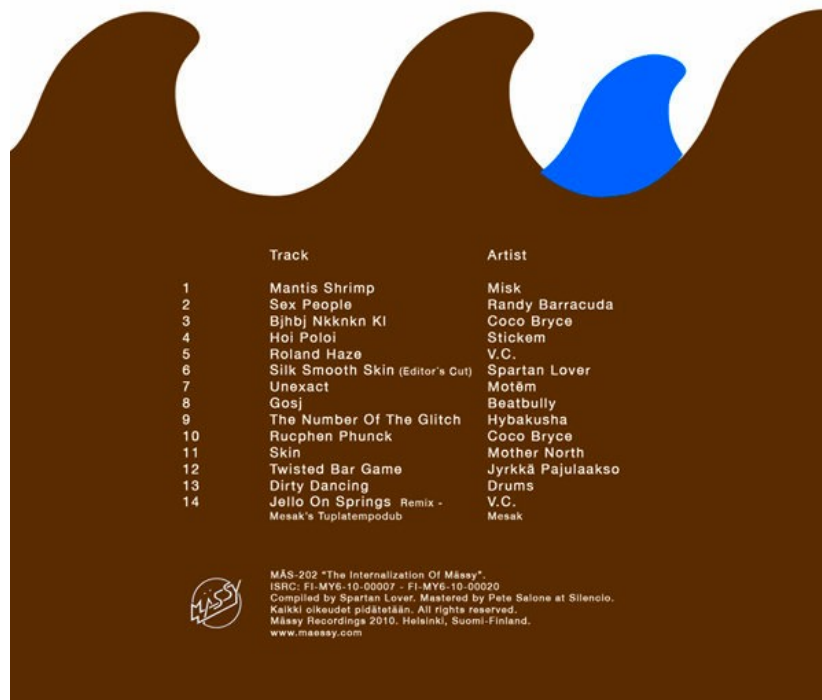 Track Artist
1 Mantis Shrimp Misk
2 Sex People Randy Barracuda
3 Bjhbj Nkknkn Kl Coco Bryce
4 Hoi Poloi Stickem
5 Roland Haze V.C.
6 Silk Smooth Skin (Editor's Cut) Spartan Lover
7 Unexact Motëm
8 Gosj Beatbully
9 The Number Of The Glitch Hybakusha
10 Rucphen Phunck Coco Bryce
11 Skin Mother North
12 Twisted Bar Game Jyrkkä Pajulaakso
13 Dirty Dancing Drums
14 Jello On Springs Remix - V.C.
Mesak's Tuplatempodub Mesak
MÄSSY
MÄS-202 "The Internalization Of Mässy".
ISRC: FI-MY6-10-00007 - FI-MY6-10-00020
Compiled by Spartan Lover. Mastered by Pete Salone at Silencio.
Kaikki oikeudet pidätetään. All rights reserved.
Mässy Recordings 2010. Helsinki, Suomi-Finland.
www.maessy.com